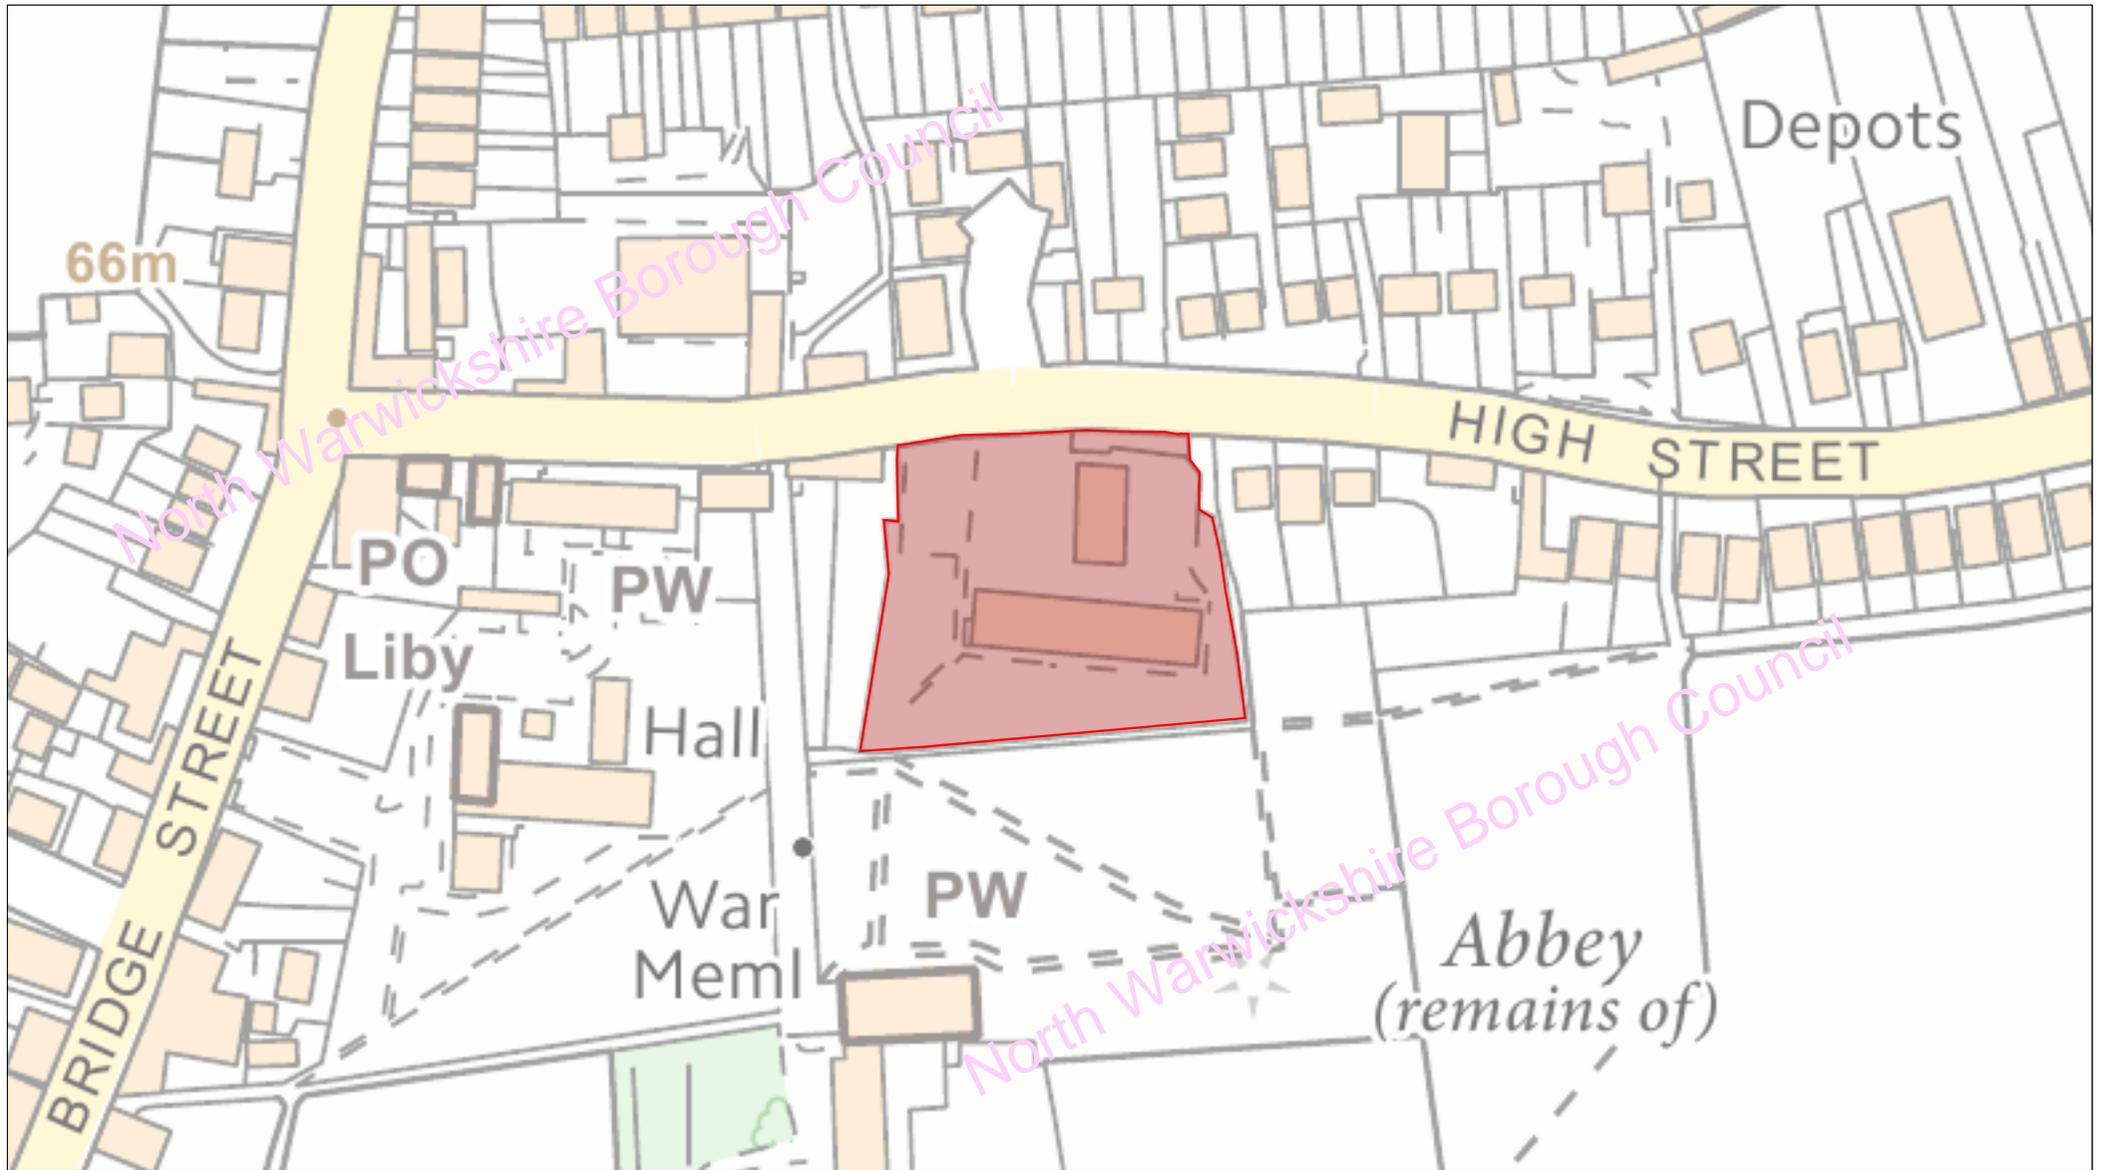 North Warwickshire Borough Council
Depots
66m
HIGH STREET
PO
PW
Liby
Hall
BRIDGE STREET
War
Meml
PW
Abbey
(remains of)
North Warwickshire Borough Council